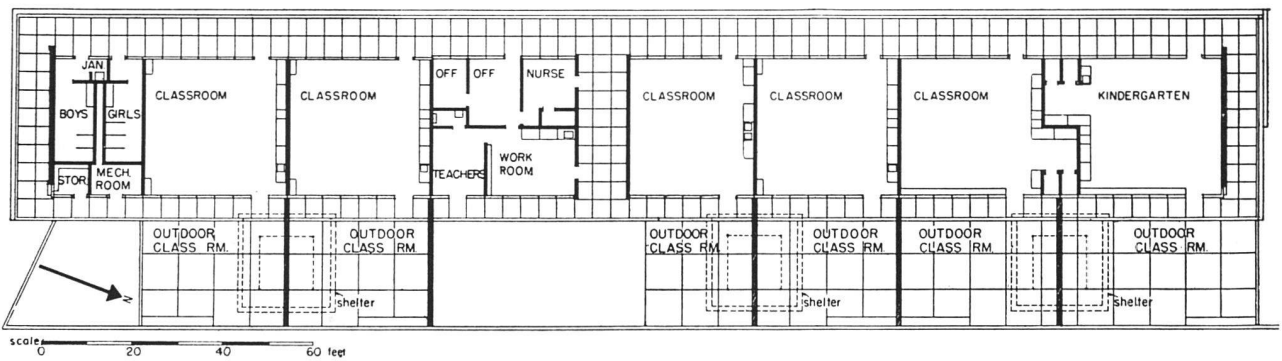 JAN
OFF OFF NURSE
CLASSROOM CLASSROOM CLASSROOM CLASSROOM CLASSROOM KINDERGARTEN
BOYS GIRLS
WORK
ROOM
TEACHERS
STOR. MECH.
ROOM
OUTDOOR
CLASS RM.
OUTDOOR
CLASS RM.
OUTDOOR
CLASS RM.
OUTDOOR
CLASS RM.
OUTDOOR
CLASS RM.
OUTDOOR
CLASS RM.
N
shelter shelter shelter
scale
0 20 40 60 feet